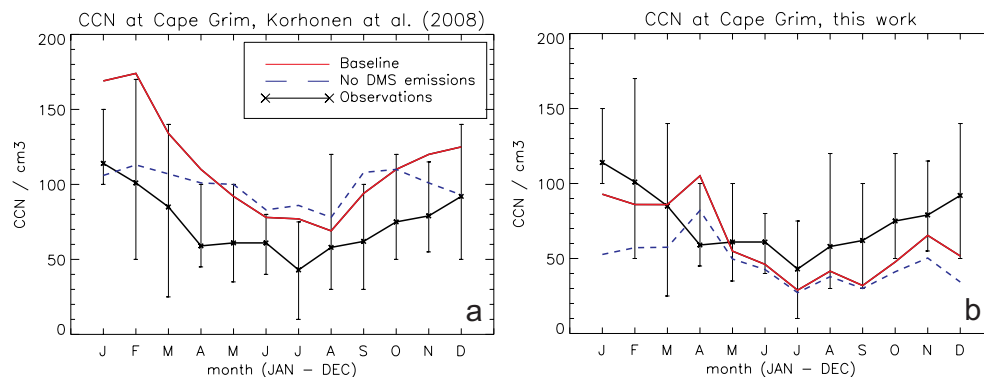 CCN at Cape Grim, Korhonen at al. (2008)
200
150
100
50
0
CCN / cm3
Baseline
No DMS emissions
Observations
a
J F M A M J J A S O N D
month (JAN - DEC)
CCN at Cape Grim, this work
200
150
100
50
0
CCN / cm3
b
J F M A M J J A S O N D
month (JAN - DEC)